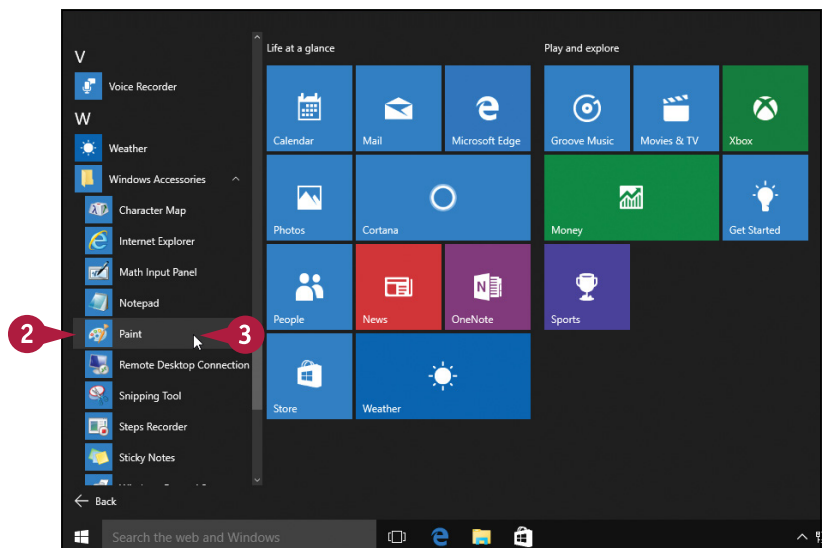 V
Voice Recorder
W
Weather
Windows Accessories
Character Map
Internet Explorer
Math Input Panel
Notepad
2
Paint
3
Remote Desktop Connection
Snipping Tool
Steps Recorder
Sticky Notes
Back
Life at a glance
Calendar
Mail
Microsoft Edge
Photos
Cortana
People
News
N
OneNote
Store
Weather
Play and explore
Groove Music
Movies & TV
Xbox
Money
Get Started
Sports
Search the web and Windows